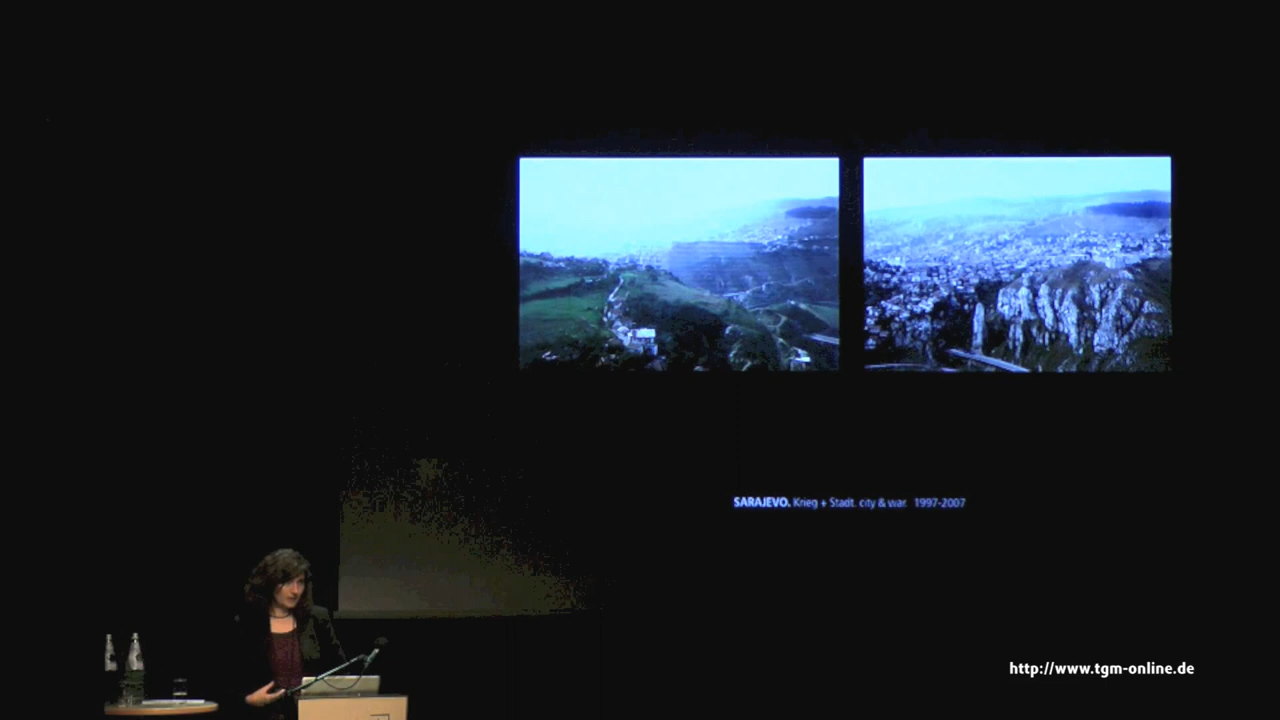 SARAJEVO. Krieg + Stadt. city & war. 1997-2007
http://www.tgm-online.de